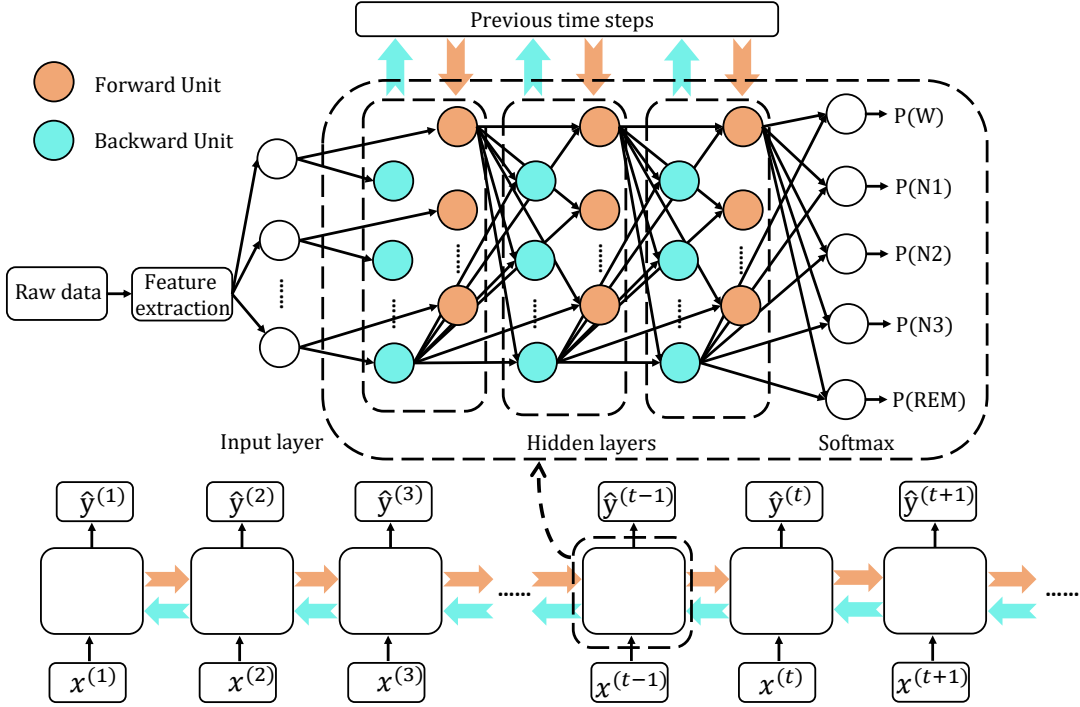 Previous time steps
Forward Unit
Backward Unit
P(W)
P(N1)
P(N2)
P(N3)
P(REM)
Raw data
Feature
extraction
Input layer
Hidden layers
Softmax
ŷ⁽¹⁾
ŷ⁽²⁾
ŷ⁽³⁾
ŷ⁽ᵗ⁻¹⁾
ŷ⁽ᵗ⁾
ŷ⁽ᵗ⁺¹⁾
......
......
x⁽¹⁾
x⁽²⁾
x⁽³⁾
x⁽ᵗ⁻¹⁾
x⁽ᵗ⁾
x⁽ᵗ⁺¹⁾